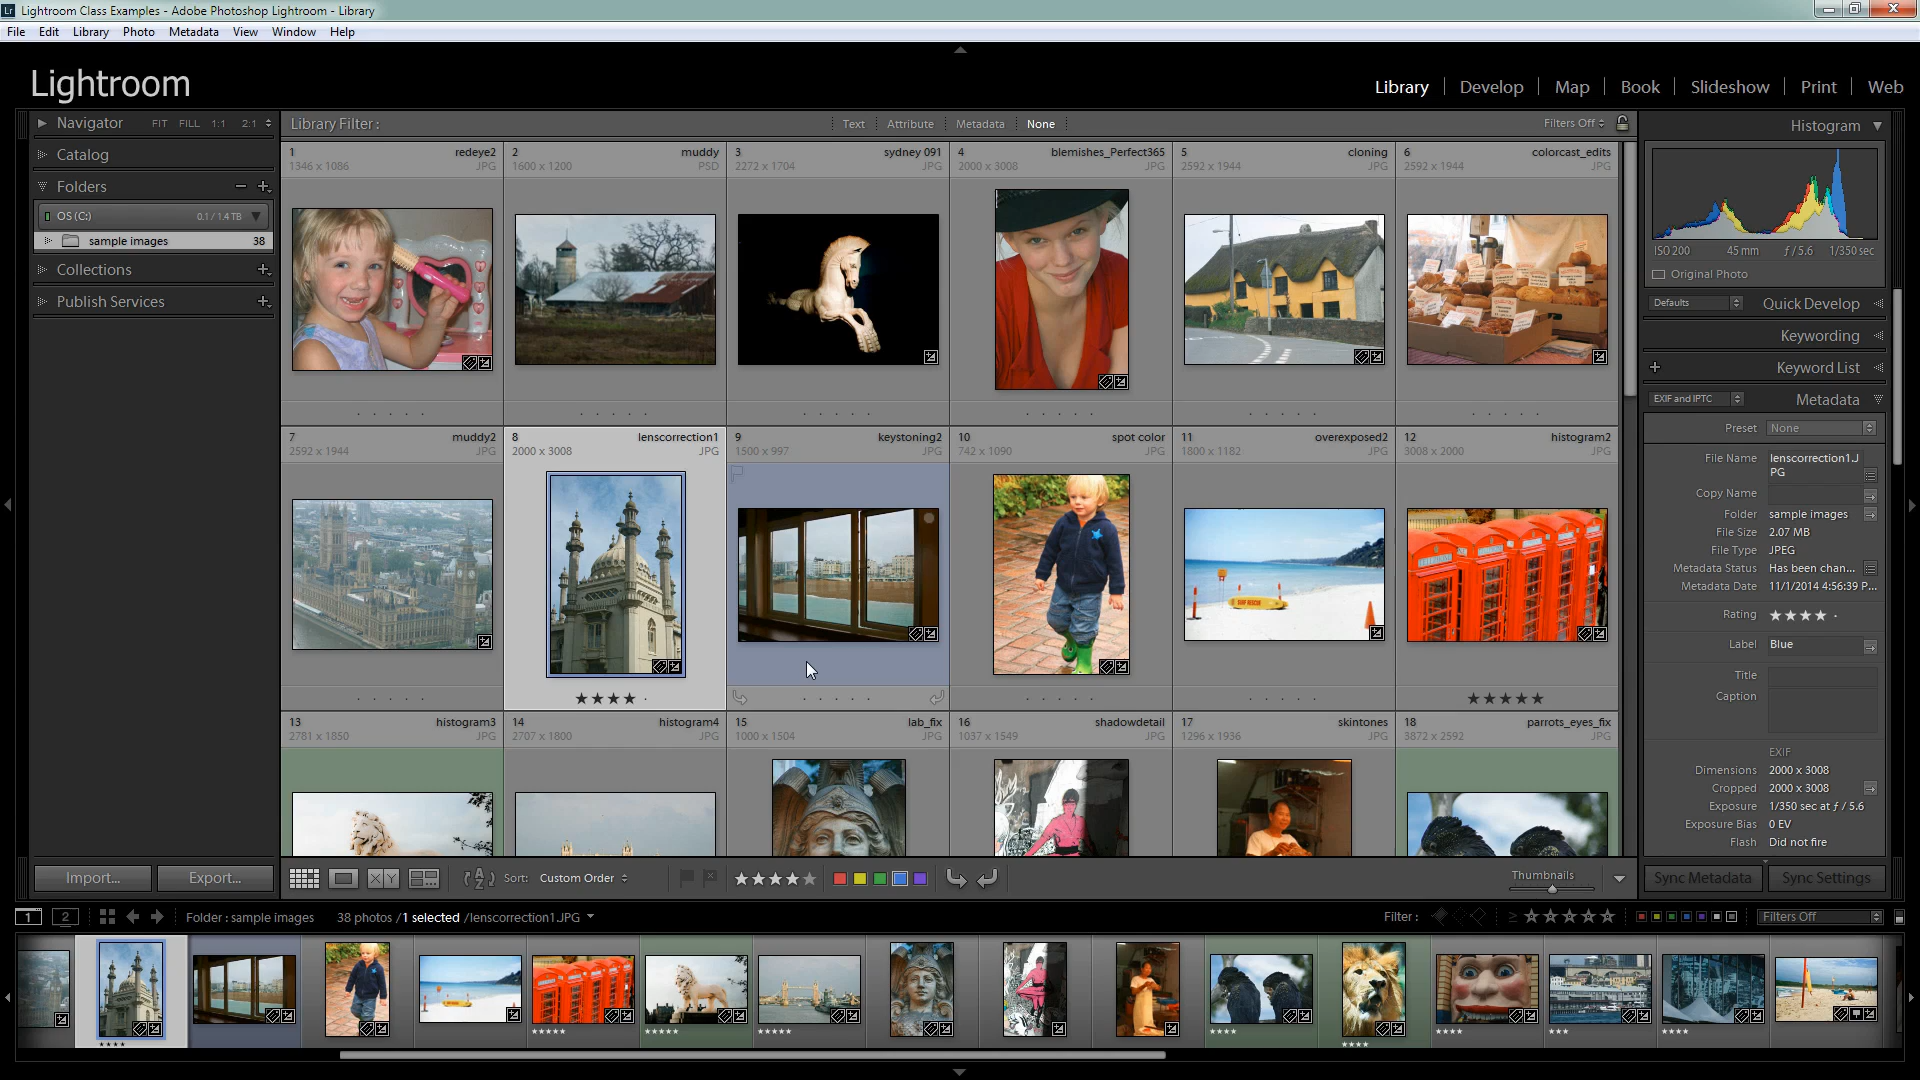 Lightroom Class Examples - Adobe Photoshop Lightroom - Library
File Edit Library Photo Metadata View Window Help
Lightroom
Library Develop Map Book Slideshow Print Web
Navigator FIT FILL 1:1 2:1
Library Filter : Text Attribute Metadata None Filters Off
Histogram
Catalog
Folders
OS (C:) 0.1 / 1.4 TB
sample images 38
Collections
Publish Services
1 redeye2
1346 x 1086 JPG
2 muddy
1600 x 1200 PSD
3 sydney 091
2272 x 1704 JPG
4 blemishes_Perfect365
2000 x 3008 JPG
5 cloning
2592 x 1944 JPG
6 colorcast_edits
2592 x 1944 JPG
7 muddy2
2592 x 1944 JPG
8 lenscorrection1
2000 x 3008 JPG
9 keystoning2
1500 x 997 JPG
10 spot color
742 x 1090 JPG
11 overexposed2
1800 x 1182 JPG
12 histogram2
3008 x 2000 JPG
13 histogram3
2781 x 1850 JPG
14 histogram4
2707 x 1800 JPG
15 lab_fix
1000 x 1504 JPG
16 shadowdetail
1037 x 1549 JPG
17 skintones
1296 x 1936 JPG
18 parrots_eyes_fix
3872 x 2592 JPG
ISO 200 45 mm ƒ / 5.6 1/350 sec
Original Photo
Defaults Quick Develop
Keywording
Keyword List
EXIF and IPTC Metadata
Preset None
File Name lenscorrection1.J
PG
Copy Name
Folder sample images
File Size 2.07 MB
File Type JPEG
Metadata Status Has been chan...
Metadata Date 11/1/2014 4:56:39 P...
Rating
Label Blue
Title
Caption
EXIF
Dimensions 2000 x 3008
Cropped 2000 x 3008
Exposure 1/350 sec at ƒ / 5.6
Exposure Bias 0 EV
Flash Did not fire
Import... Export...
Sort: Custom Order
Thumbnails
Sync Metadata Sync Settings
1 2 Folder : sample images 38 photos / 1 selected / lenscorrection1.JPG
Filter : Filters Off